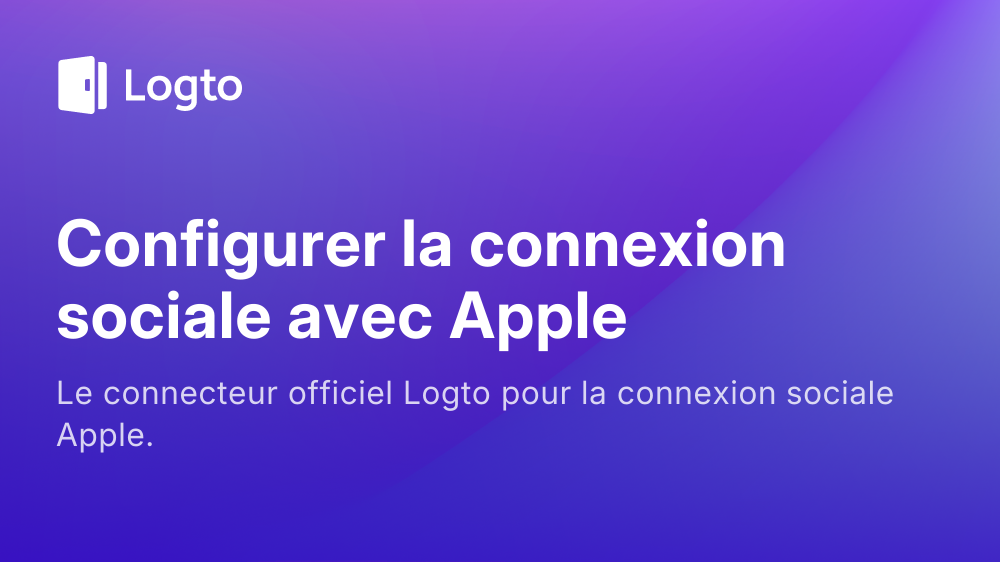 Logto
Configurer la connexion
sociale avec Apple
Le connecteur officiel Logto pour la connexion sociale
Apple.